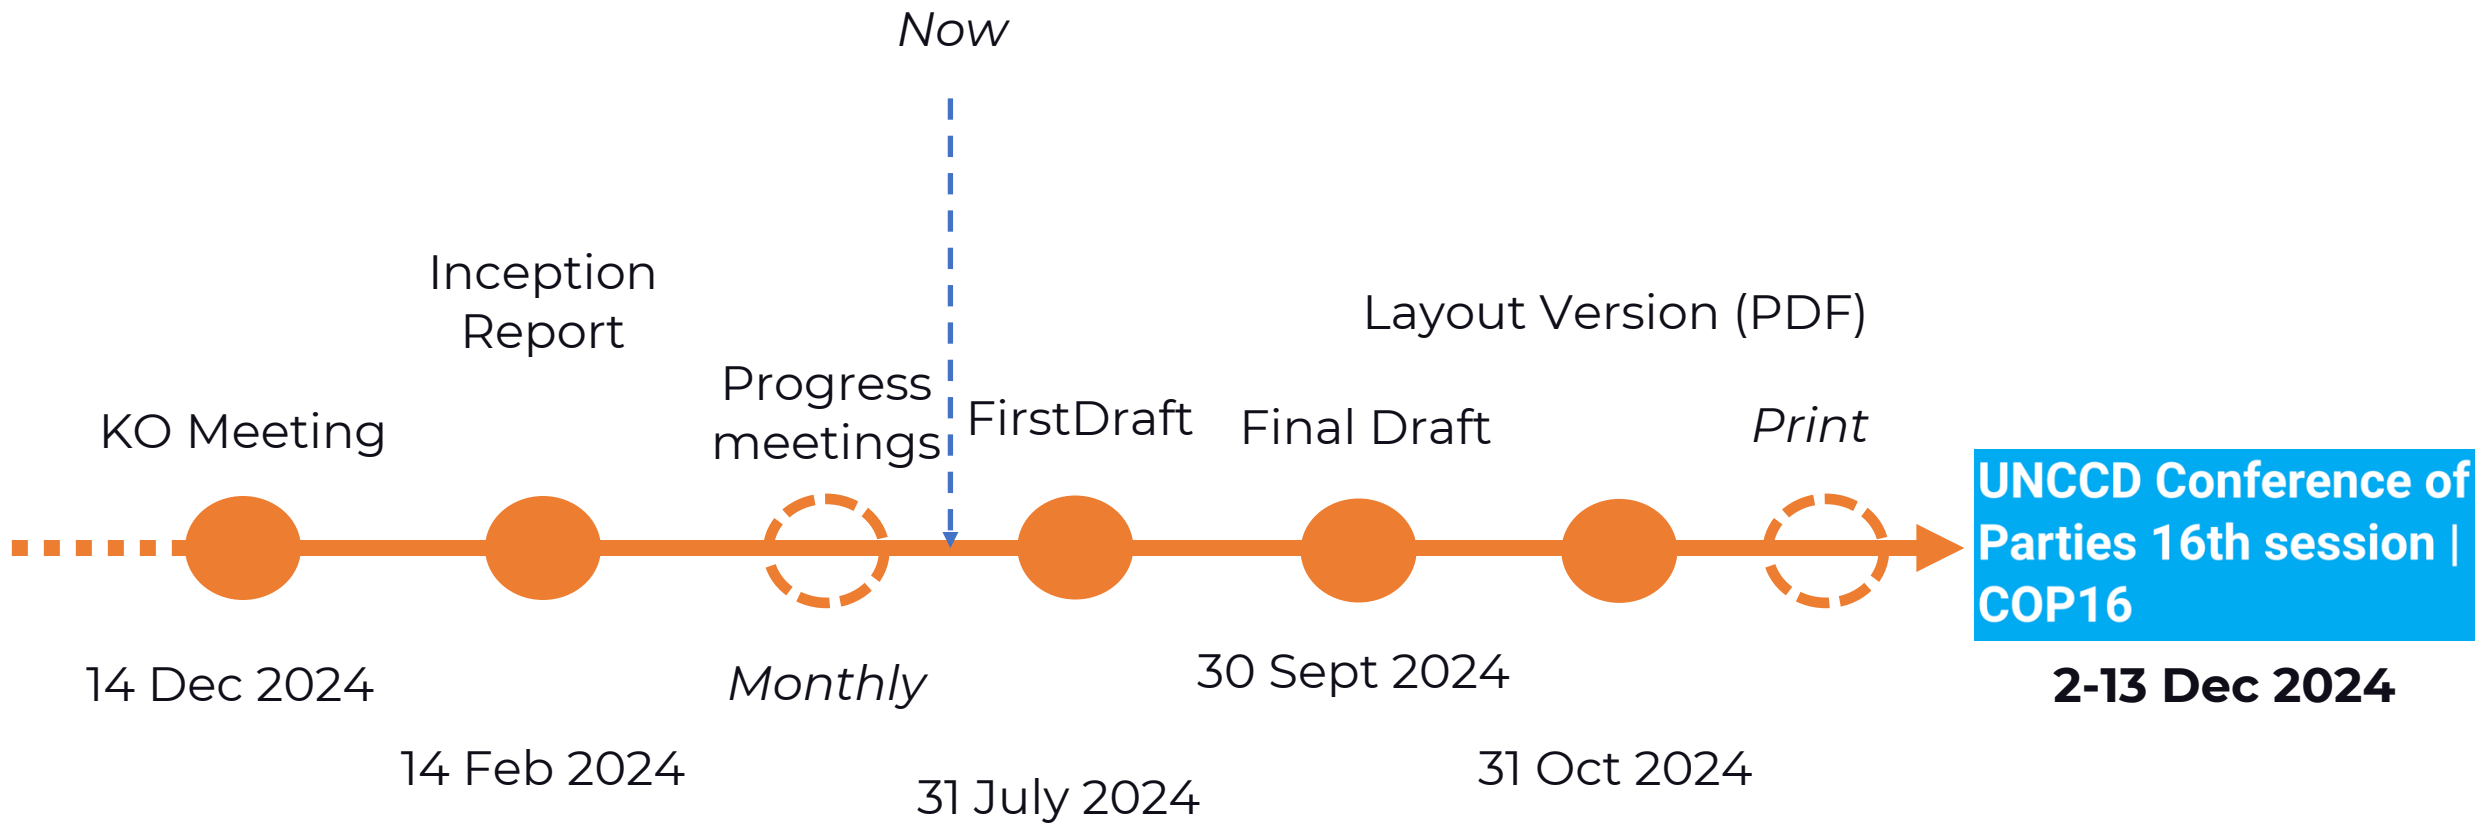 Now
Inception
Report
Layout Version (PDF)
Progress
meetings
KO Meeting
FirstDraft
Final Draft
Print
UNCCD Conference of
Parties 16th session |
COP16
14 Dec 2024
Monthly
30 Sept 2024
2-13 Dec 2024
14 Feb 2024
31 July 2024
31 Oct 2024